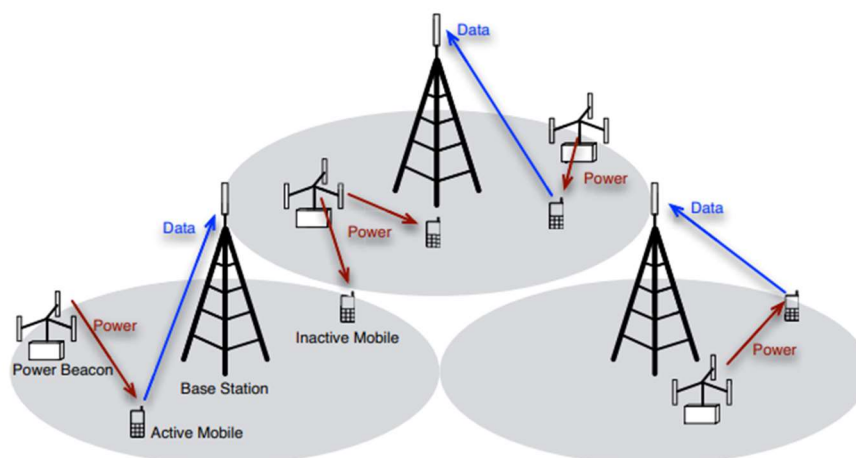 Data
Power
Data
Power
Data
Power
Inactive Mobile
Power
Power Beacon
Base Station
Power
Active Mobile